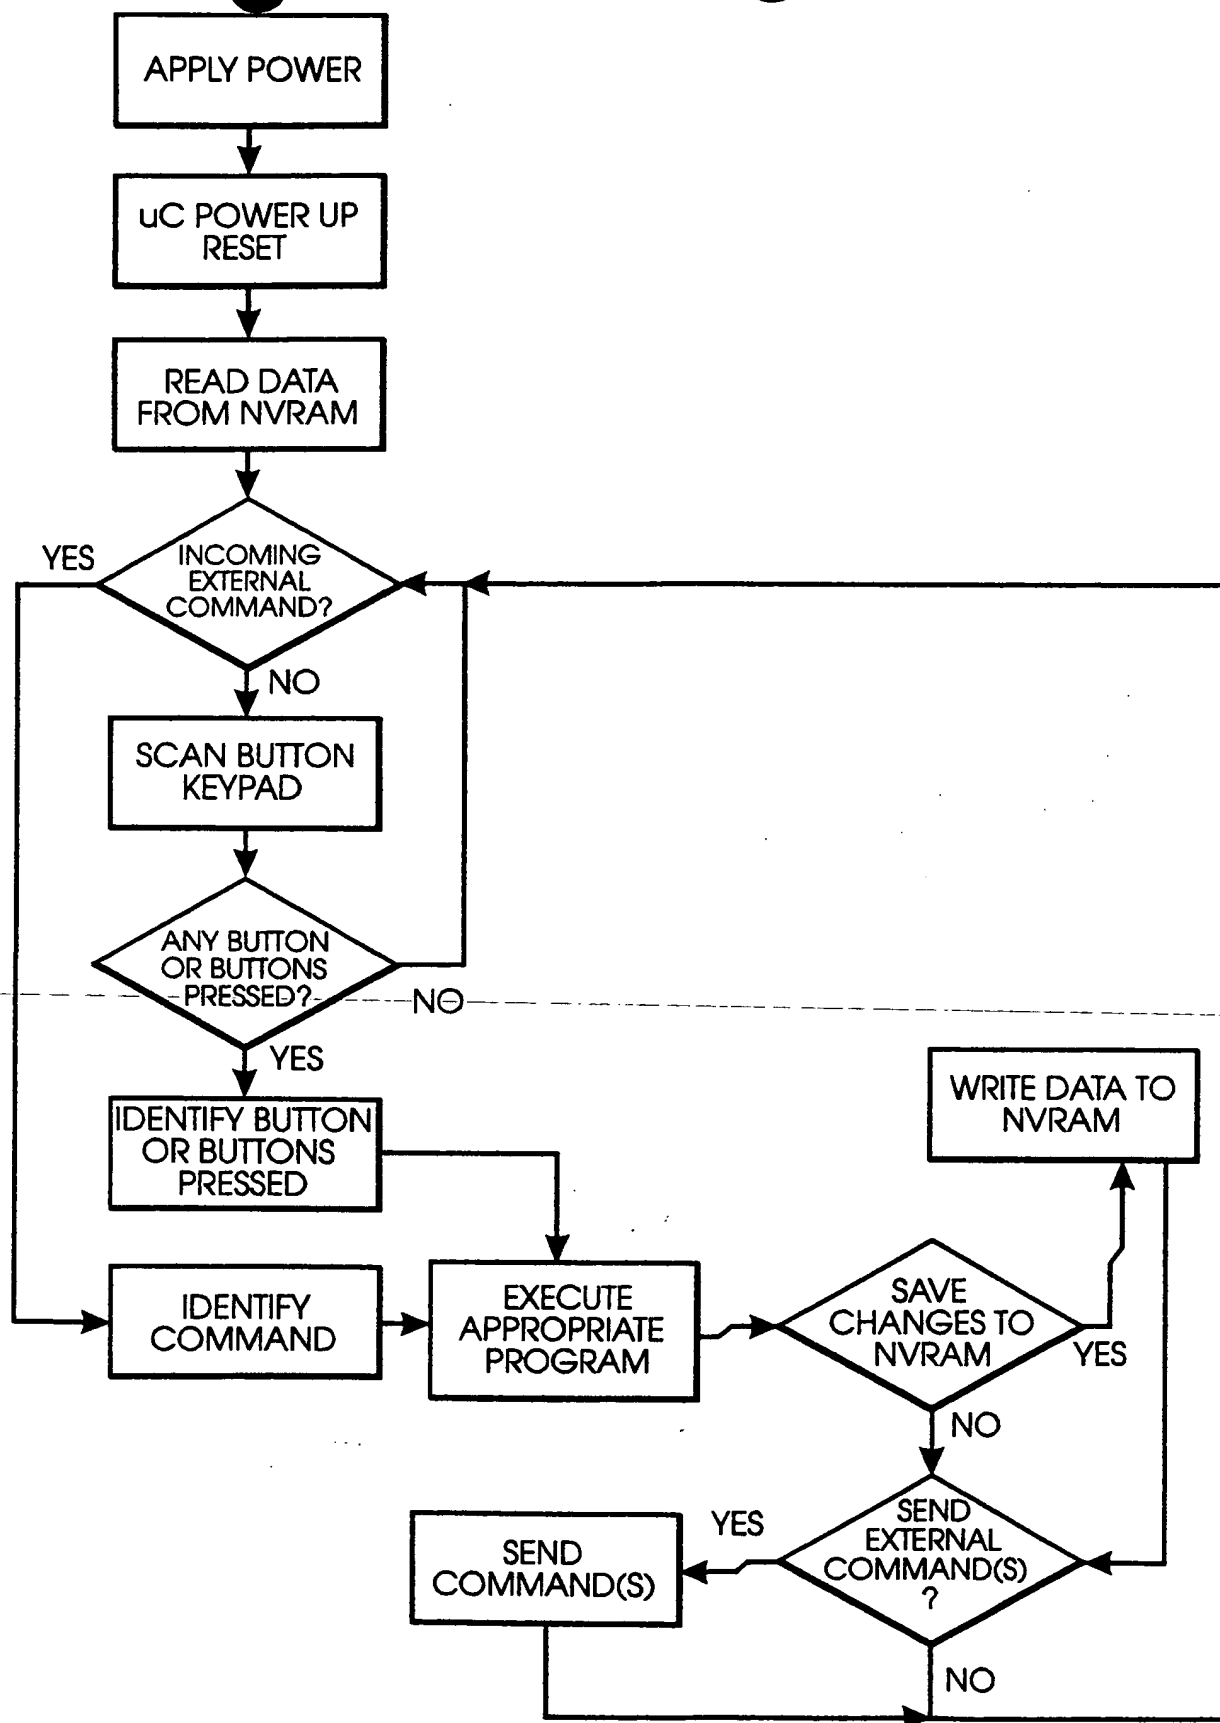 APPLY POWER
uC POWER UP
RESET
READ DATA
FROM NVRAM
YES
INCOMING
EXTERNAL
COMMAND?
NO
SCAN BUTTON
KEYPAD
ANY BUTTON
OR BUTTONS
PRESSED?
NO
YES
IDENTIFY BUTTON
OR BUTTONS
PRESSED
WRITE DATA TO
NVRAM
IDENTIFY
COMMAND
EXECUTE
APPROPRIATE
PROGRAM
SAVE
CHANGES TO
NVRAM
YES
NO
SEND
EXTERNAL
COMMAND(S)
?
YES
SEND
COMMAND(S)
NO